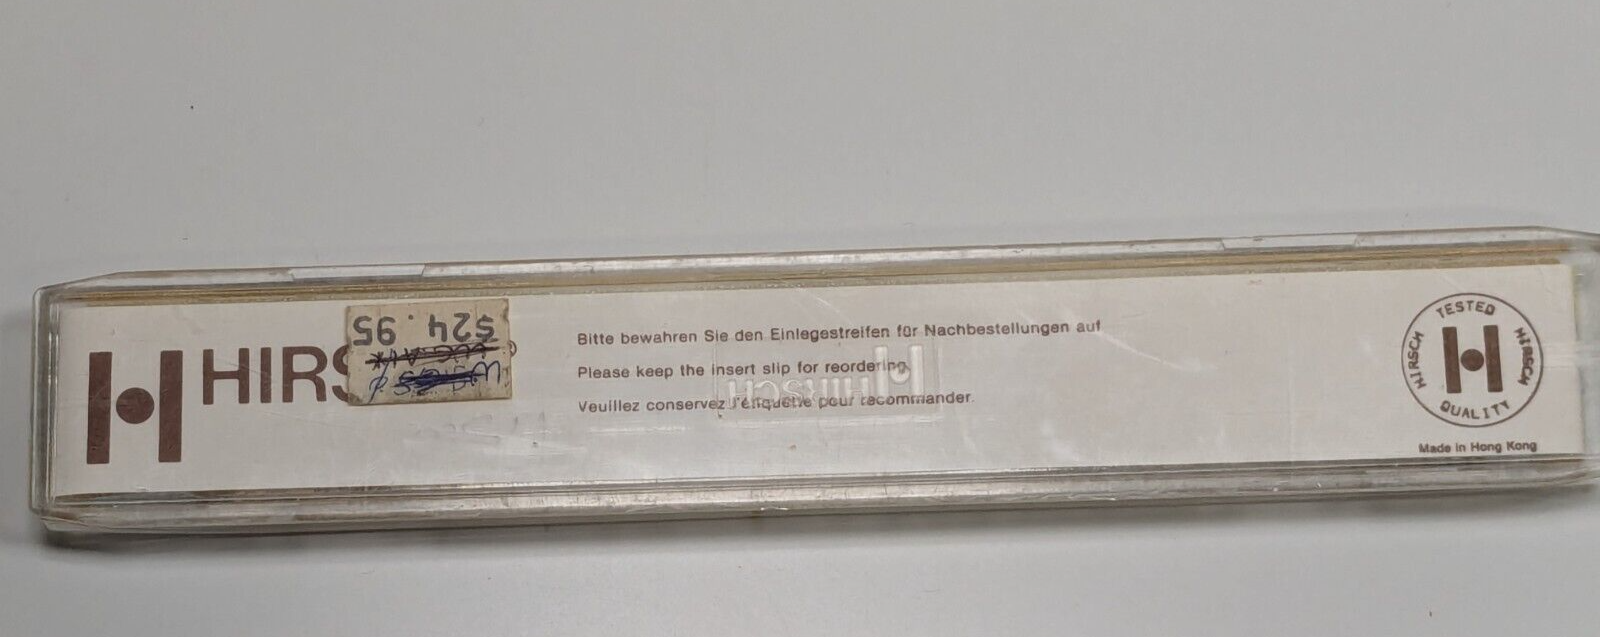 HIRS
$24.95
Bitte bewahren Sie den Einlegestreifen für Nachbestellungen auf
Please keep the insert slip for reordering.
Veuillez conservez l'étiquette pour recommander.
HIRSCH
TESTED
HIRSCH
HIRSCH
QUALITY
Made in Hong Kong